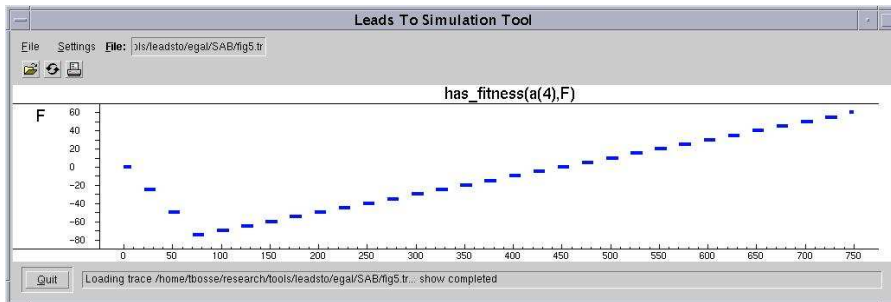 Leads To Simulation Tool
File Settings File: ols/leadsto/egal/SAB/fig5.tr
has_fitness(a(4),F)
F
60
40
20
0
-20
-40
-60
-80
0 50 100 150 200 250 300 350 400 450 500 550 600 650 700 750
Quit Loading trace /home/tbosse/research/tools/leadsto/egal/SAB/fig5.tr... show completed